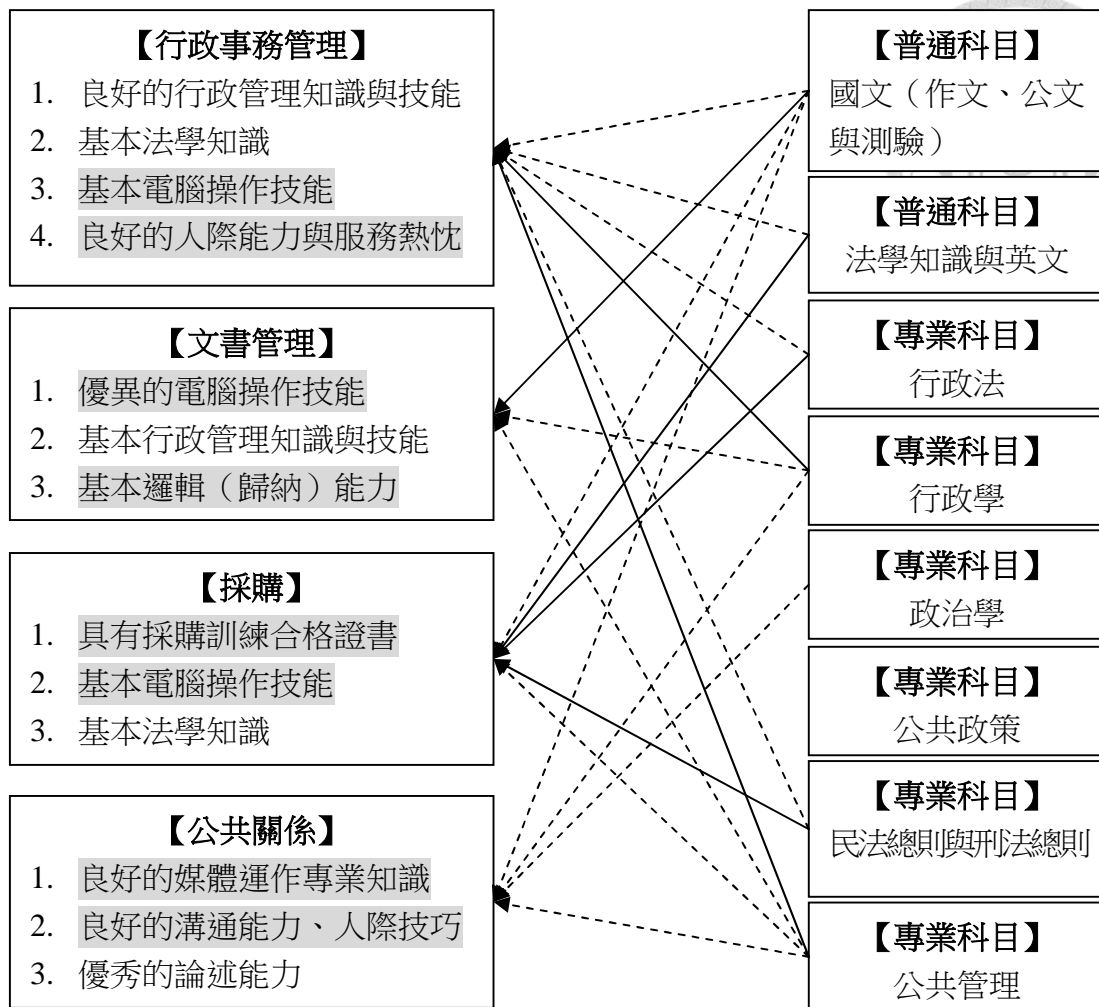 【行政事務管理】
1. 良好的行政管理知識與技能
2. 基本法學知識
3. 基本電腦操作技能
4. 良好的人際能力與服務熱忱
【文書管理】
1. 優異的電腦操作技能
2. 基本行政管理知識與技能
3. 基本邏輯（歸納）能力
【採購】
1. 具有採購訓練合格證書
2. 基本電腦操作技能
3. 基本法學知識
【公共關係】
1. 良好的媒體運作專業知識
2. 良好的溝通能力、人際技巧
3. 優秀的論述能力
【普通科目】
國文（作文、公文
與測驗）
【普通科目】
法學知識與英文
【專業科目】
行政法
【專業科目】
行政學
【專業科目】
政治學
【專業科目】
公共政策
【專業科目】
民法總則與刑法總則
【專業科目】
公共管理